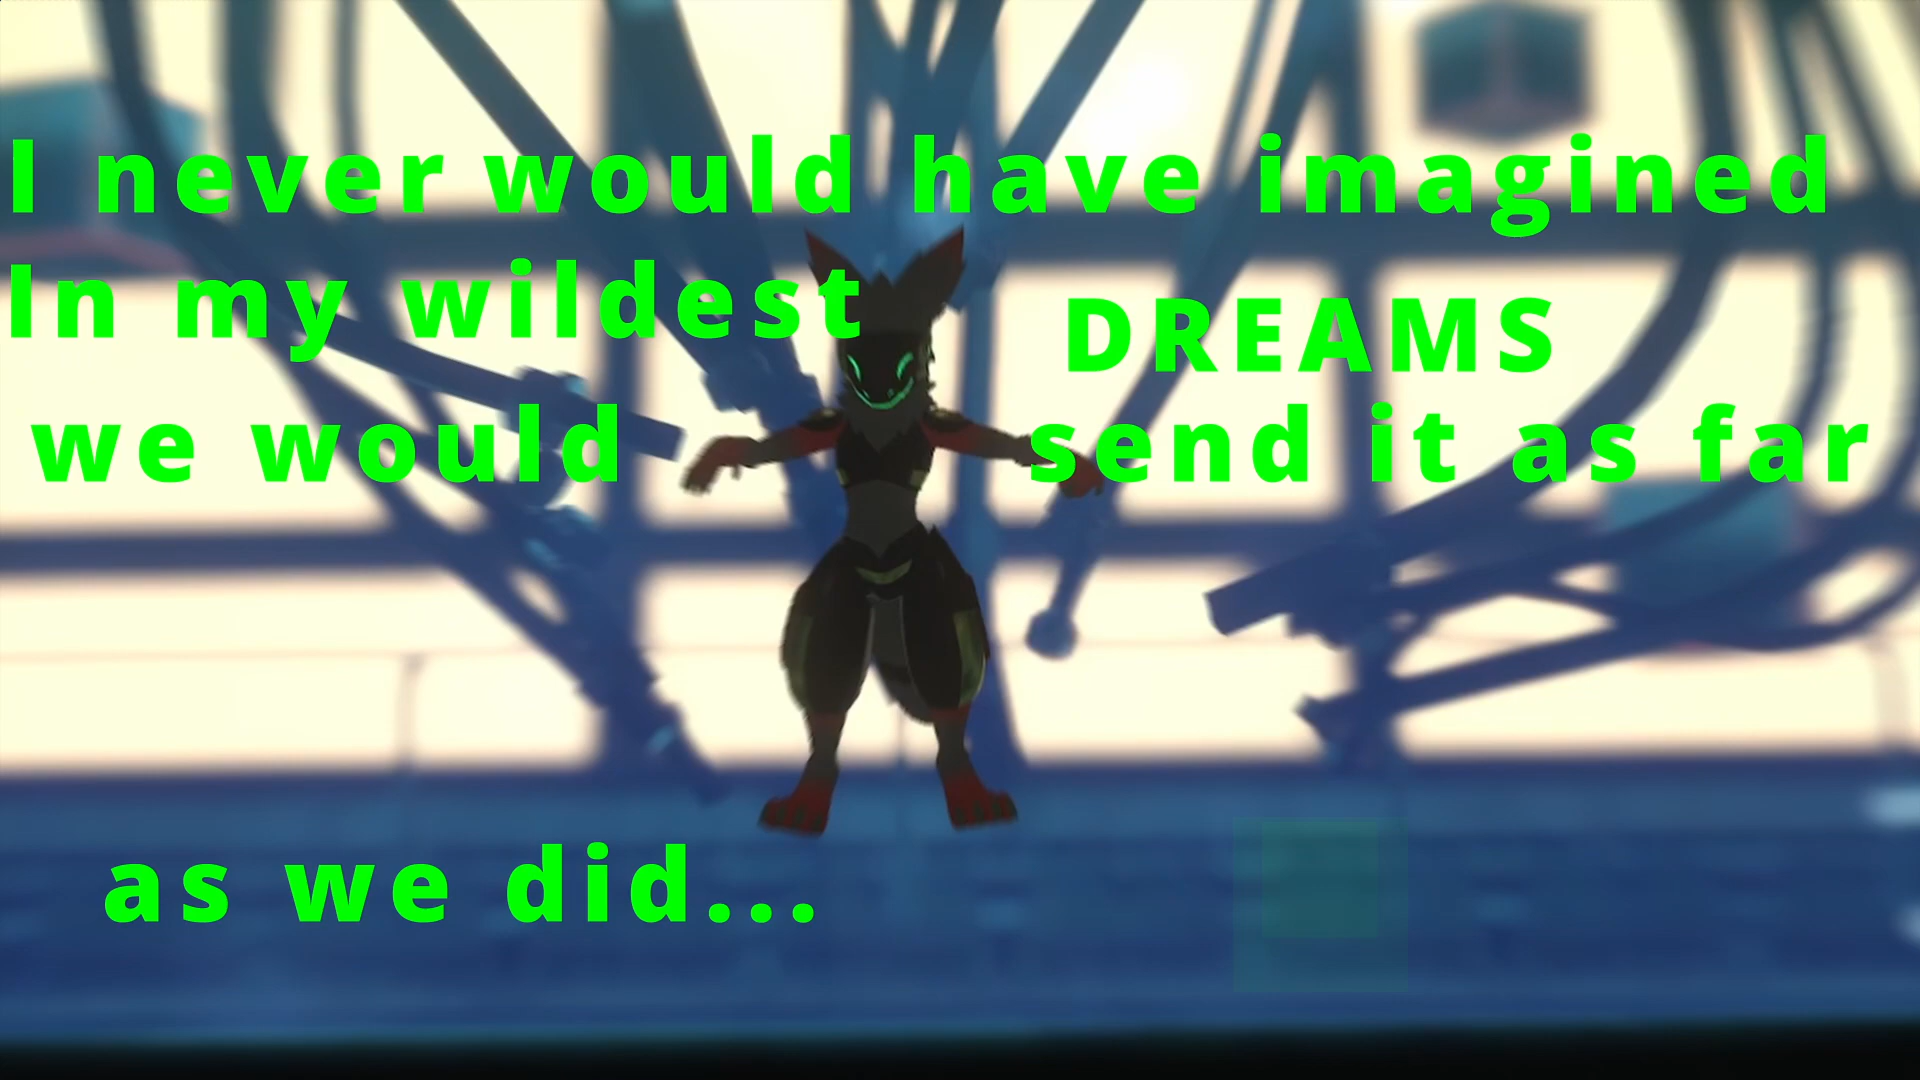 I never would have imagined
In my wildest DREAMS
we would send it as far
as we did...